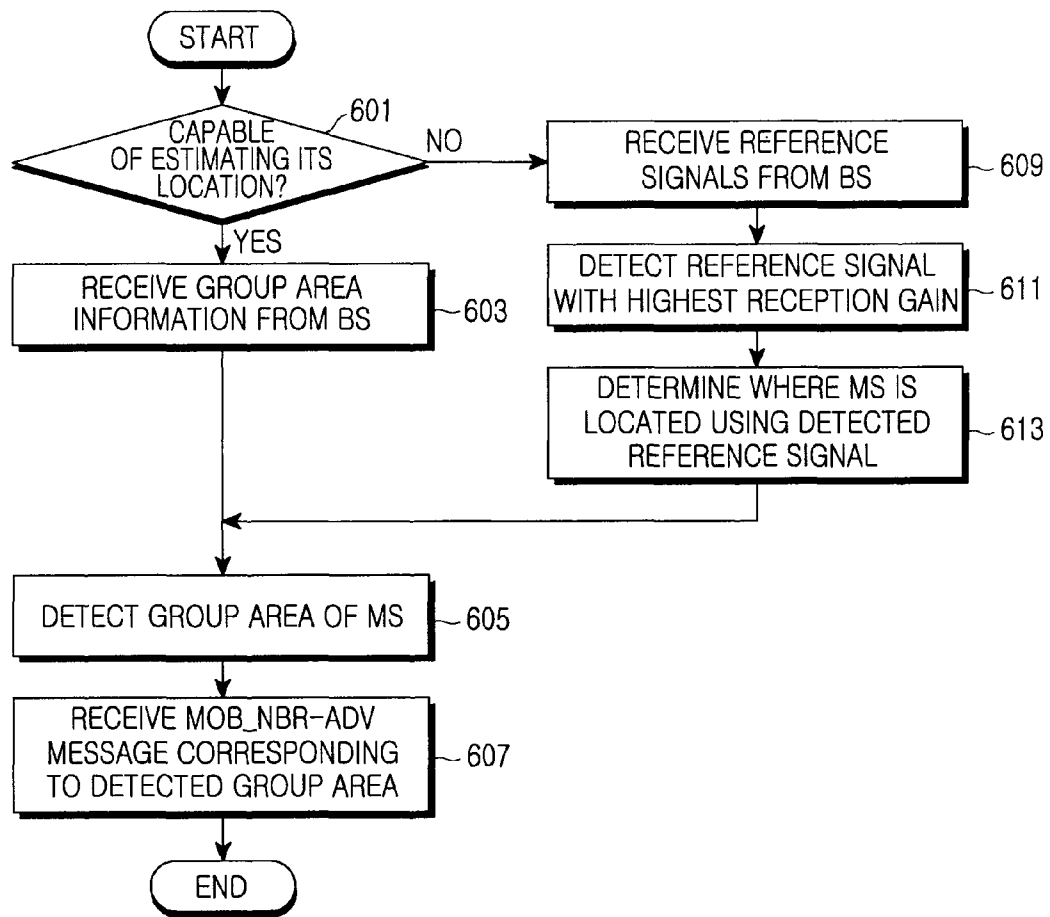 START
CAPABLE
OF ESTIMATING ITS
LOCATION?
601
NO
YES
RECEIVE GROUP AREA
INFORMATION FROM BS
603
RECEIVE REFERENCE
SIGNALS FROM BS
609
DETECT REFERENCE SIGNAL
WITH HIGHEST RECEPTION GAIN
611
DETERMINE WHERE MS IS
LOCATED USING DETECTED
REFERENCE SIGNAL
613
DETECT GROUP AREA OF MS
605
RECEIVE MOB_NBR-ADV
MESSAGE CORRESPONDING
TO DETECTED GROUP AREA
607
END